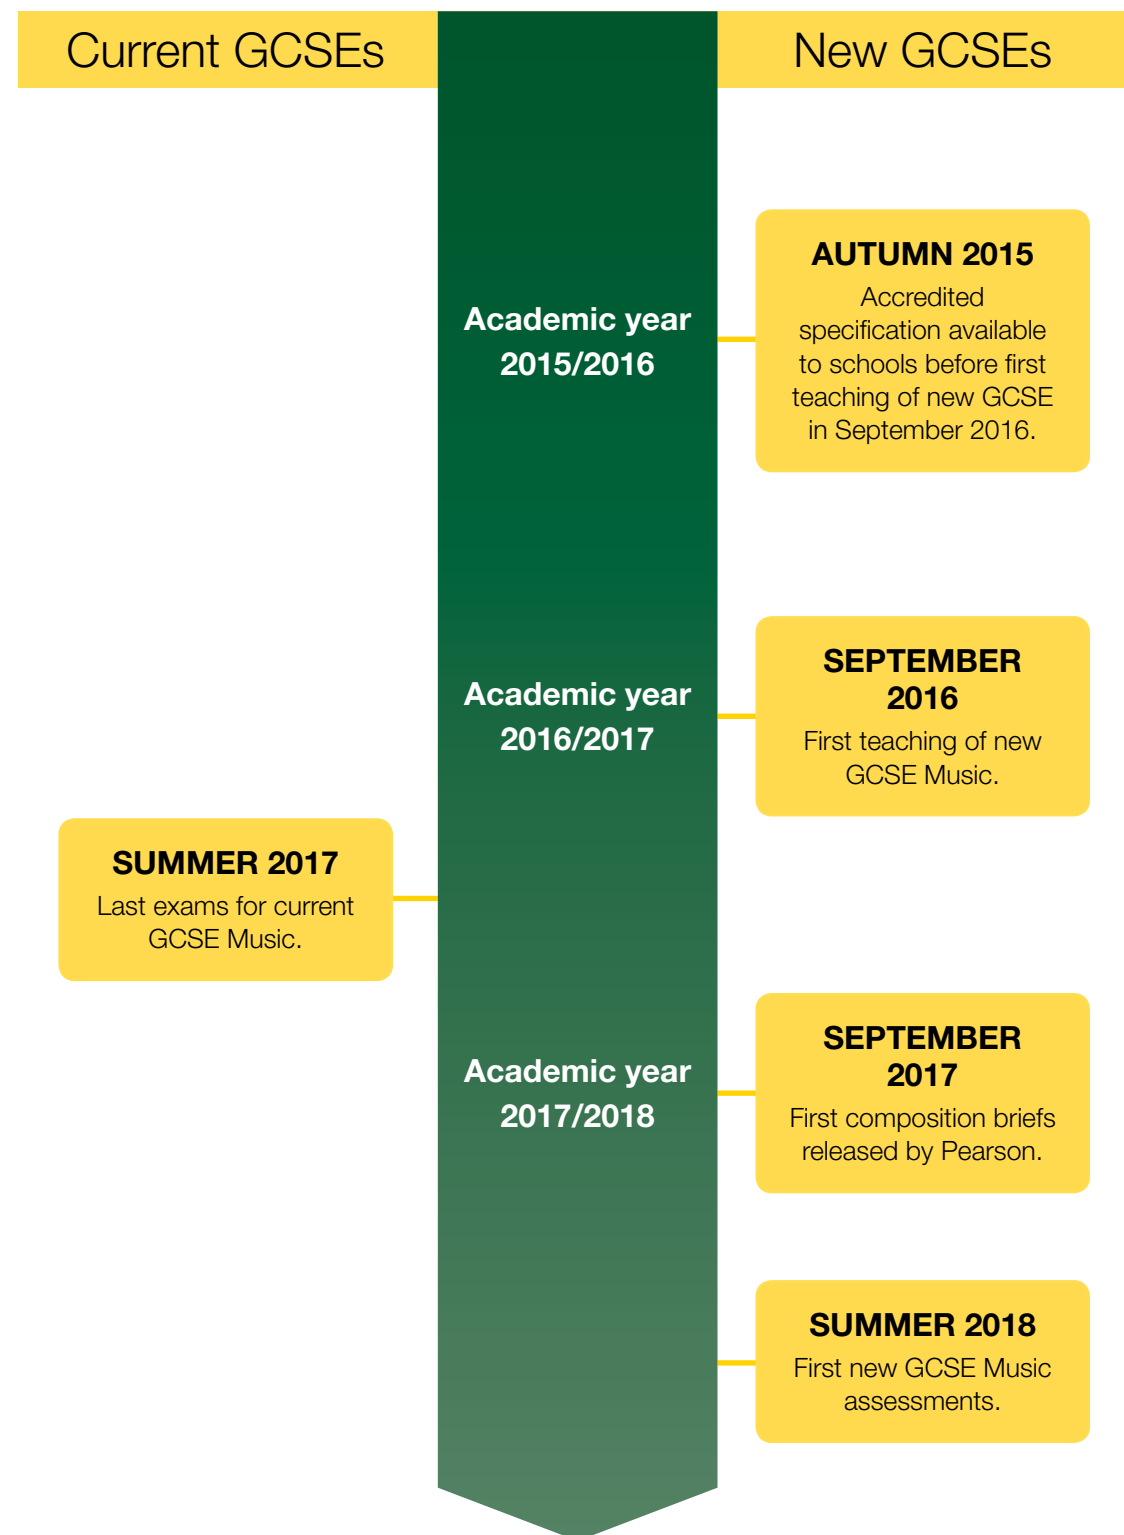 Current GCSEs
New GCSEs
Academic year
2015/2016
AUTUMN 2015
Accredited
specification available
to schools before first
teaching of new GCSE
in September 2016.
Academic year
2016/2017
SEPTEMBER
2016
First teaching of new
GCSE Music.
SUMMER 2017
Last exams for current
GCSE Music.
Academic year
2017/2018
SEPTEMBER
2017
First composition briefs
released by Pearson.
SUMMER 2018
First new GCSE Music
assessments.